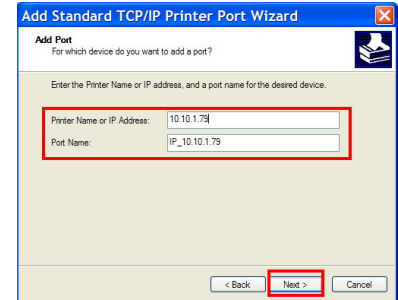 Add Standard TCP/IP Printer Port Wizard
Add Port
For which device do you want to add a port?
Enter the Printer Name or IP address, and a port name for the desired device.
Printer Name or IP Address: 10.10.1.79
Port Name: IP_10.10.1.79
< Back Next > Cancel